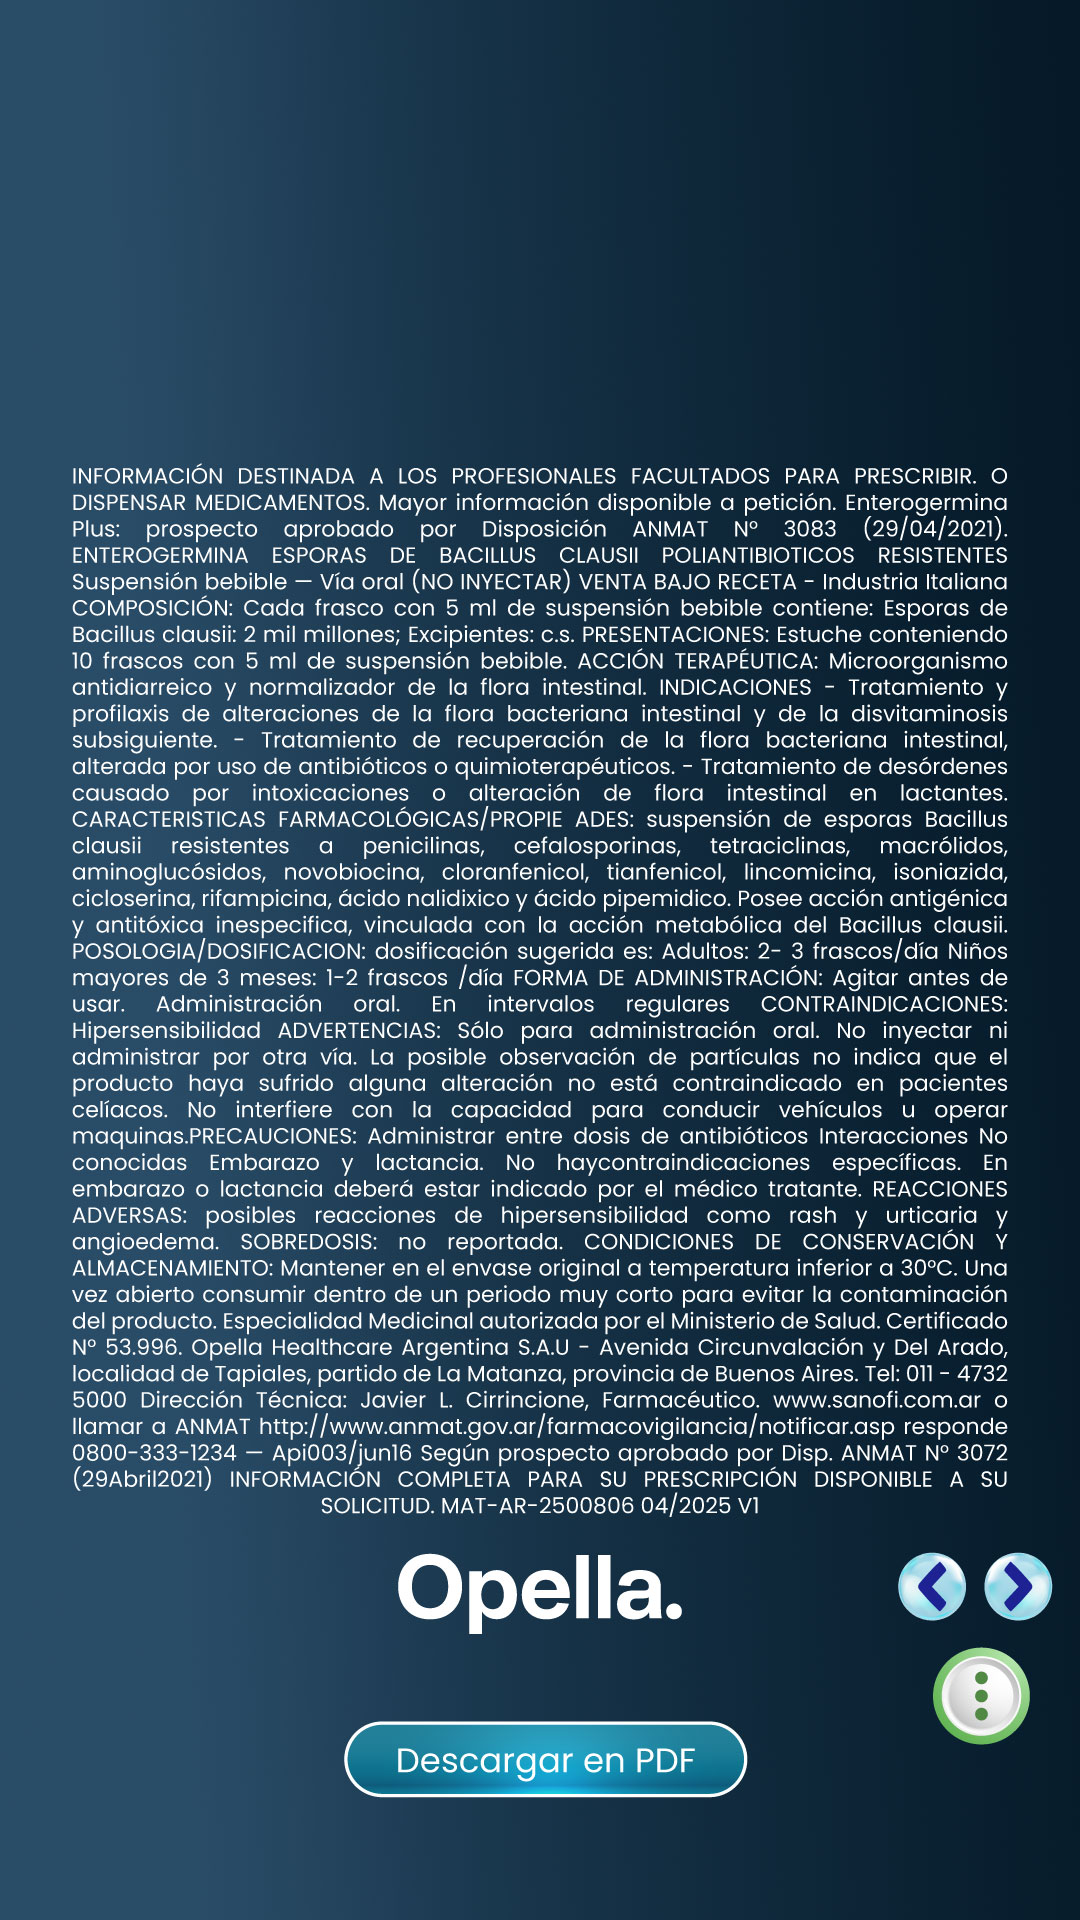 INFORMACIÓN DESTINADA A LOS PROFESIONALES FACULTADOS PARA PRESCRIBIR. O
DISPENSAR MEDICAMENTOS. Mayor información disponible a petición. Enterogermina
Plus: prospecto aprobado por Disposición ANMAT Nº 3083 (29/04/2021).
ENTEROGERMINA ESPORAS DE BACILLUS CLAUSII POLIANTIBIOTICOS RESISTENTES
Suspensión bebible — Vía oral (NO INYECTAR) VENTA BAJO RECETA - Industria Italiana
COMPOSICIÓN: Cada frasco con 5 ml de suspensión bebible contiene: Esporas de
Bacillus clausii: 2 mil millones; Excipientes: c.s. PRESENTACIONES: Estuche conteniendo
10 frascos con 5 ml de suspensión bebible. ACCIÓN TERAPÉUTICA: Microorganismo
antidiarreico y normalizador de la flora intestinal. INDICACIONES - Tratamiento y
profilaxis de alteraciones de la flora bacteriana intestinal y de la disvitaminosis
subsiguiente. - Tratamiento de recuperación de la flora bacteriana intestinal,
alterada por uso de antibióticos o quimioterapéuticos. - Tratamiento de desórdenes
causado por intoxicaciones o alteración de flora intestinal en lactantes.
CARACTERISTICAS FARMACOLÓGICAS/PROPIE ADES: suspensión de esporas Bacillus
clausii resistentes a penicilinas, cefalosporinas, tetraciclinas, macrólidos,
aminoglucósidos, novobiocina, cloranfenicol, tianfenicol, lincomicina, isoniazida,
cicloserina, rifampicina, ácido nalidixico y ácido pipemidico. Posee acción antigénica
y antitóxica inespecifica, vinculada con la acción metabólica del Bacillus clausii.
POSOLOGIA/DOSIFICACION: dosificación sugerida es: Adultos: 2- 3 frascos/día Niños
mayores de 3 meses: 1-2 frascos /día FORMA DE ADMINISTRACIÓN: Agitar antes de
usar. Administración oral. En intervalos regulares CONTRAINDICACIONES:
Hipersensibilidad ADVERTENCIAS: Sólo para administración oral. No inyectar ni
administrar por otra vía. La posible observación de partículas no indica que el
producto haya sufrido alguna alteración no está contraindicado en pacientes
celíacos. No interfiere con la capacidad para conducir vehículos u operar
maquinas.PRECAUCIONES: Administrar entre dosis de antibióticos Interacciones No
conocidas Embarazo y lactancia. No haycontraindicaciones específicas. En
embarazo o lactancia deberá estar indicado por el médico tratante. REACCIONES
ADVERSAS: posibles reacciones de hipersensibilidad como rash y urticaria y
angioedema. SOBREDOSIS: no reportada. CONDICIONES DE CONSERVACIÓN Y
ALMACENAMIENTO: Mantener en el envase original a temperatura inferior a 30ºC. Una
vez abierto consumir dentro de un periodo muy corto para evitar la contaminación
del producto. Especialidad Medicinal autorizada por el Ministerio de Salud. Certificado
Nº 53.996. Opella Healthcare Argentina S.A.U - Avenida Circunvalación y Del Arado,
localidad de Tapiales, partido de La Matanza, provincia de Buenos Aires. Tel: 011 - 4732
5000 Dirección Técnica: Javier L. Cirrincione, Farmacéutico. www.sanofi.com.ar o
llamar a ANMAT http://www.anmat.gov.ar/farmacovigilancia/notificar.asp responde
0800-333-1234 — Api003/jun16 Según prospecto aprobado por Disp. ANMAT Nº 3072
(29Abril2021) INFORMACIÓN COMPLETA PARA SU PRESCRIPCIÓN DISPONIBLE A SU
SOLICITUD. MAT-AR-2500806 04/2025 V1
Opella.
Descargar en PDF